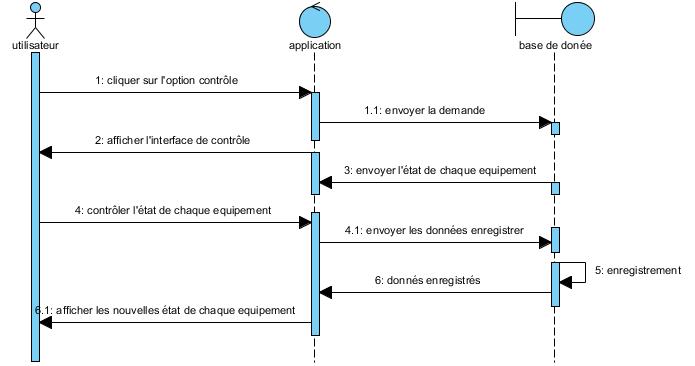 utilisateur
application
base de donée
1: cliquer sur l'option contrôle
1.1: envoyer la demande
2: afficher l'interface de contrôle
3: envoyer l'état de chaque equipement
4: contrôler l'état de chaque equipement
4.1: envoyer les données enregistrer
5: enregistrement
6: donnés enregistrés
6.1: afficher les nouvelles état de chaque equipement